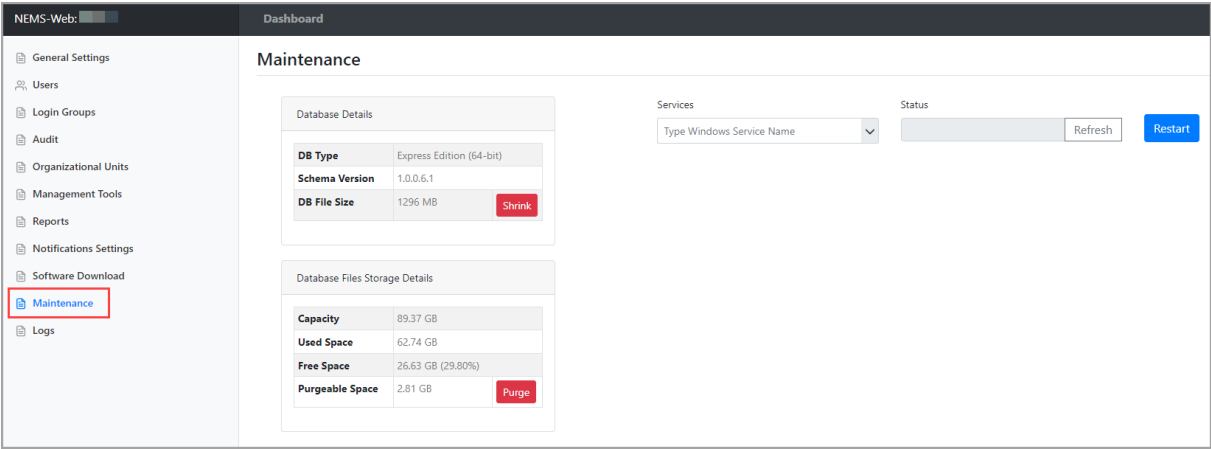 NEMS-Web:
Dashboard
General Settings
Users
Login Groups
Audit
Organizational Units
Management Tools
Reports
Notifications Settings
Software Download
Maintenance
Logs
Maintenance
Database Details
DB Type Express Edition (64-bit)
Schema Version 1.0.0.6.1
DB File Size 1296 MB Shrink
Database Files Storage Details
Capacity 89.37 GB
Used Space 62.74 GB
Free Space 26.63 GB (29.80%)
Purgeable Space 2.81 GB Purge
Services Status
Type Windows Service Name Refresh Restart